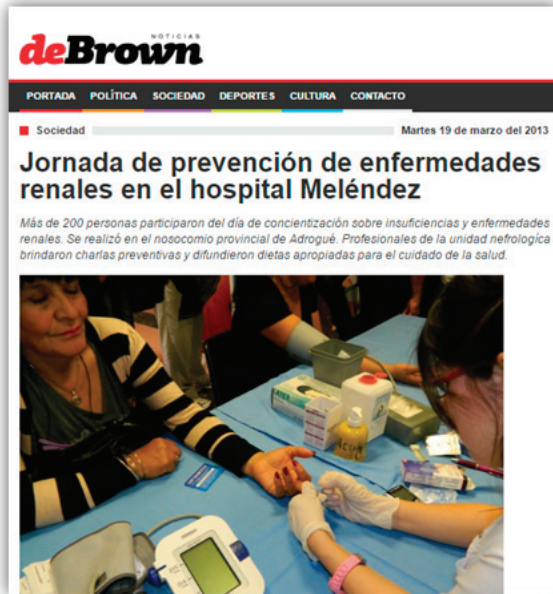 NOTICIAS
deBrown
PORTADA POLÍTICA SOCIEDAD DEPORTES CULTURA CONTACTO
Sociedad Martes 19 de marzo del 2013
Jornada de prevención de enfermedades
renales en el hospital Meléndez
Más de 200 personas participaron del día de concientización sobre insuficiencias y enfermedades
renales. Se realizó en el nosocomio provincial de Adrogué. Profesionales de la unidad nefrológica
brindaron charlas preventivas y difundieron dietas apropiadas para el cuidado de la salud.